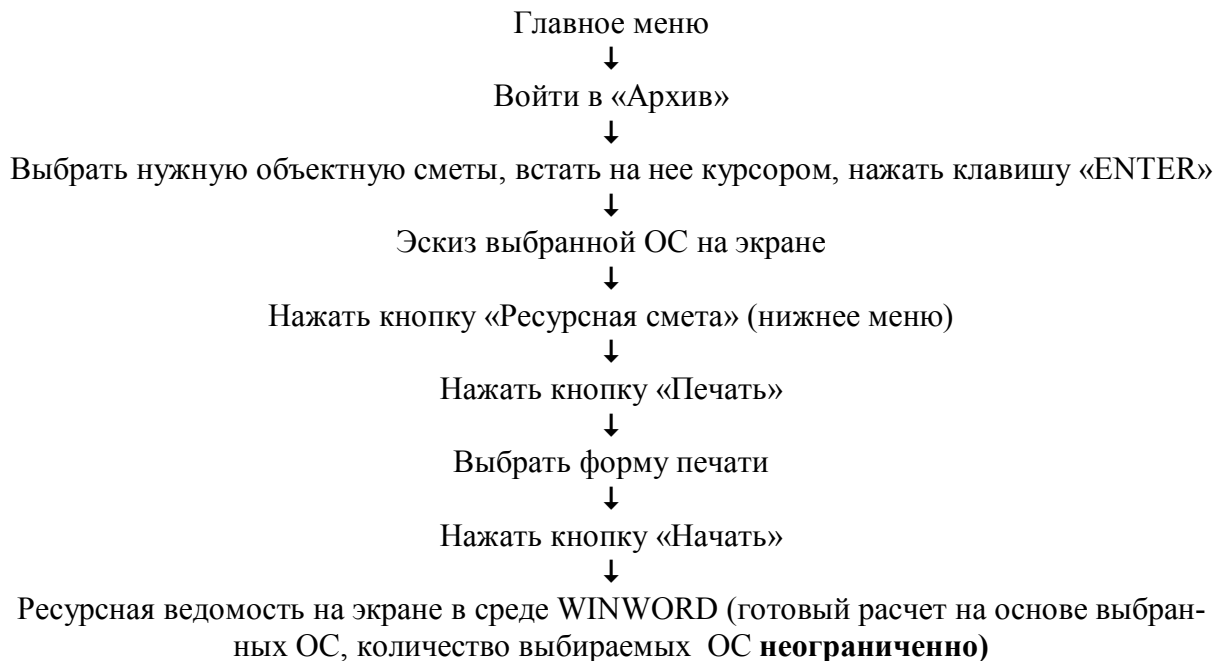 Главное меню
↓
Войти в «Архив»
↓
Выбрать нужную объектную сметы, встать на нее курсором, нажать клавишу «ENTER»
↓
Эскиз выбранной ОС на экране
↓
Нажать кнопку «Ресурсная смета» (нижнее меню)
↓
Нажать кнопку «Печать»
↓
Выбрать форму печати
↓
Нажать кнопку «Начать»
↓
Ресурсная ведомость на экране в среде WINWORD (готовый расчет на основе выбран-
ных ОС, количество выбираемых ОС неограниченно)